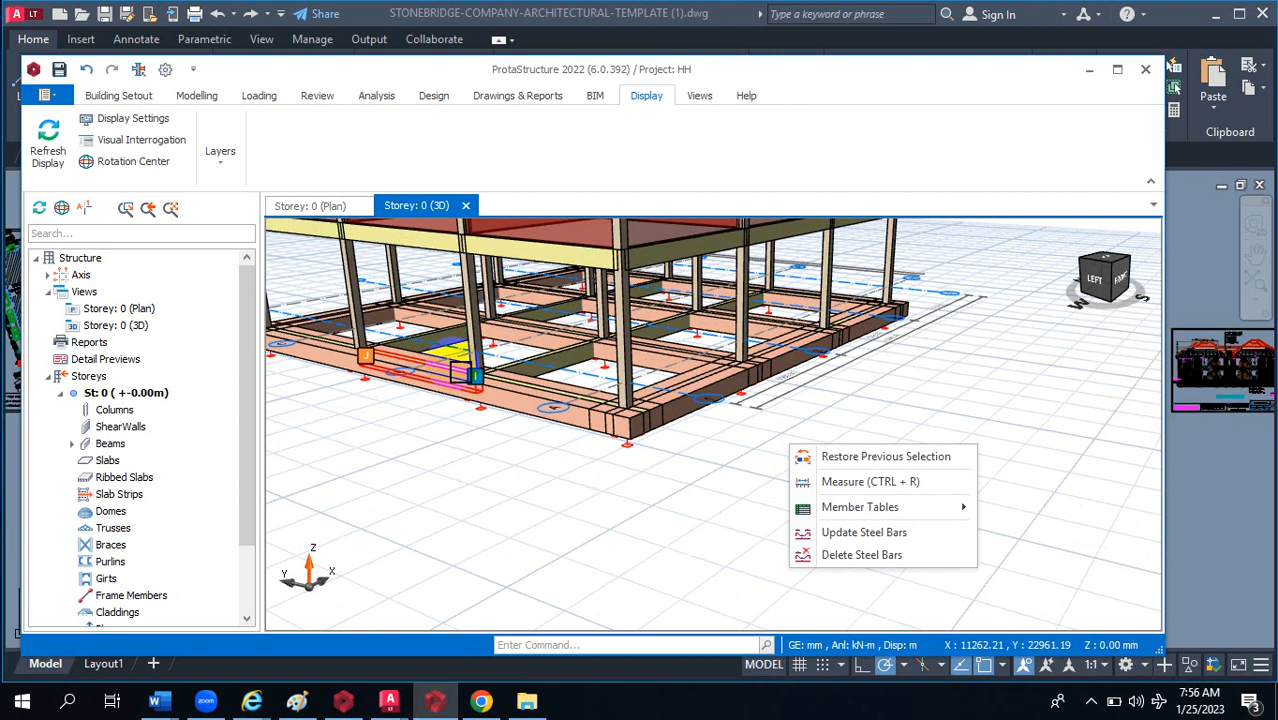 A LT
Share
STONEBRIDGE-COMPANY-ARCHITECTURAL-TEMPLATE (1).dwg
Type a keyword or phrase
Sign In
Home Insert Annotate Parametric View Manage Output Collaborate
ProtaStructure 2022 (6.0.392) / Project: HH
Building Setout Modelling Loading Review Analysis Design Drawings & Reports BIM Display Views Help
Paste
Clipboard
Refresh Display
Display Settings
Visual Interrogation
Rotation Center
Layers
Storey: 0 (Plan)
Storey: 0 (3D)
Search...
Structure
Axis
Views
Storey: 0 (Plan)
Storey: 0 (3D)
Reports
Detail Previews
Storeys
St: 0 ( +-0.00m)
Columns
ShearWalls
Beams
Slabs
Ribbed Slabs
Slab Strips
Domes
Trusses
Braces
Purlins
Girts
Frame Members
Claddings
LEFT
W
S
J
I
A
Z
Y
X
Restore Previous Selection
Measure (CTRL + R)
Member Tables
Update Steel Bars
Delete Steel Bars
Enter Command...
GE: mm , Anl: kN-m , Disp: m
X : 11262.21 , Y : 22961.19
Z : 0.00 mm
Model
Layout1
MODEL
1:1
7:56 AM
1/25/2023
3